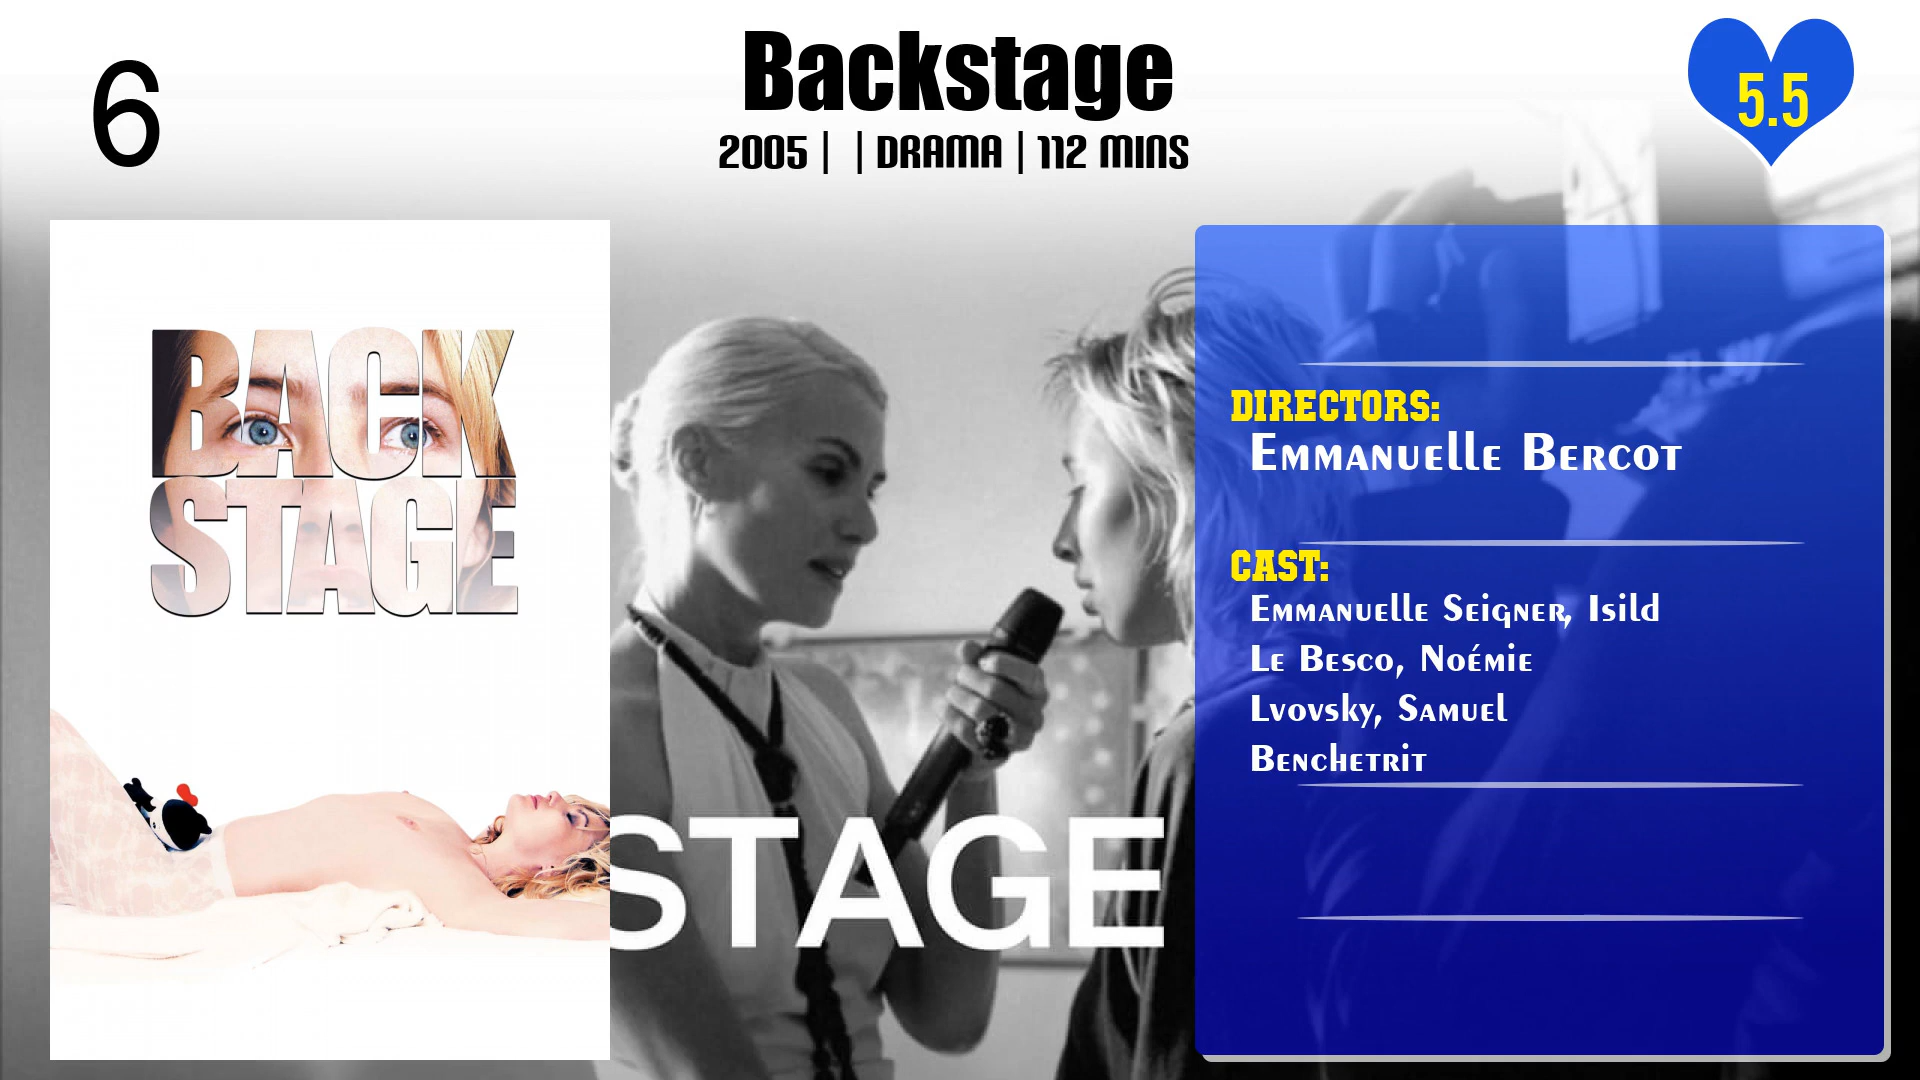 6
Backstage
2005 | | DRAMA | 112 MINS
5.5
BACK
STAGE
STAGE
DIRECTORS:
Emmanuelle Bercot
CAST:
Emmanuelle Seigner, Isild
Le Besco, Noémie
Lvovsky, Samuel
Benchetrit